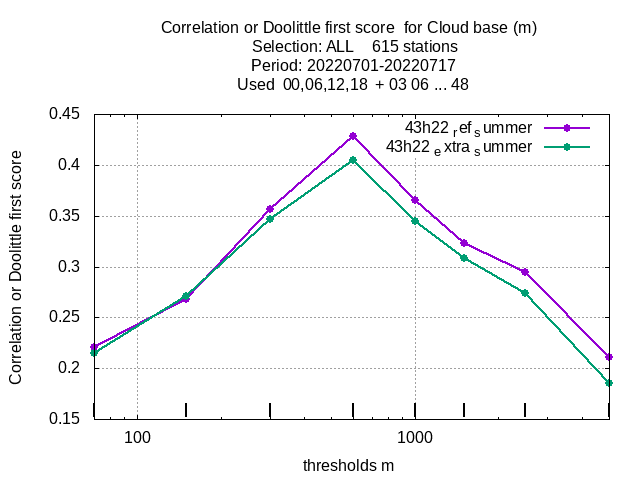 Correlation or Doolittle first score  for Cloud base (m)
Selection: ALL    615 stations
Period: 20220701-20220717
Used  00,06,12,18  + 03 06 ... 48
0.45
43h22 ref summer
43h22 extra summer
0.4
0.35
0.3
0.25
0.2
0.15
Correlation or Doolittle first score
100
1000
thresholds m